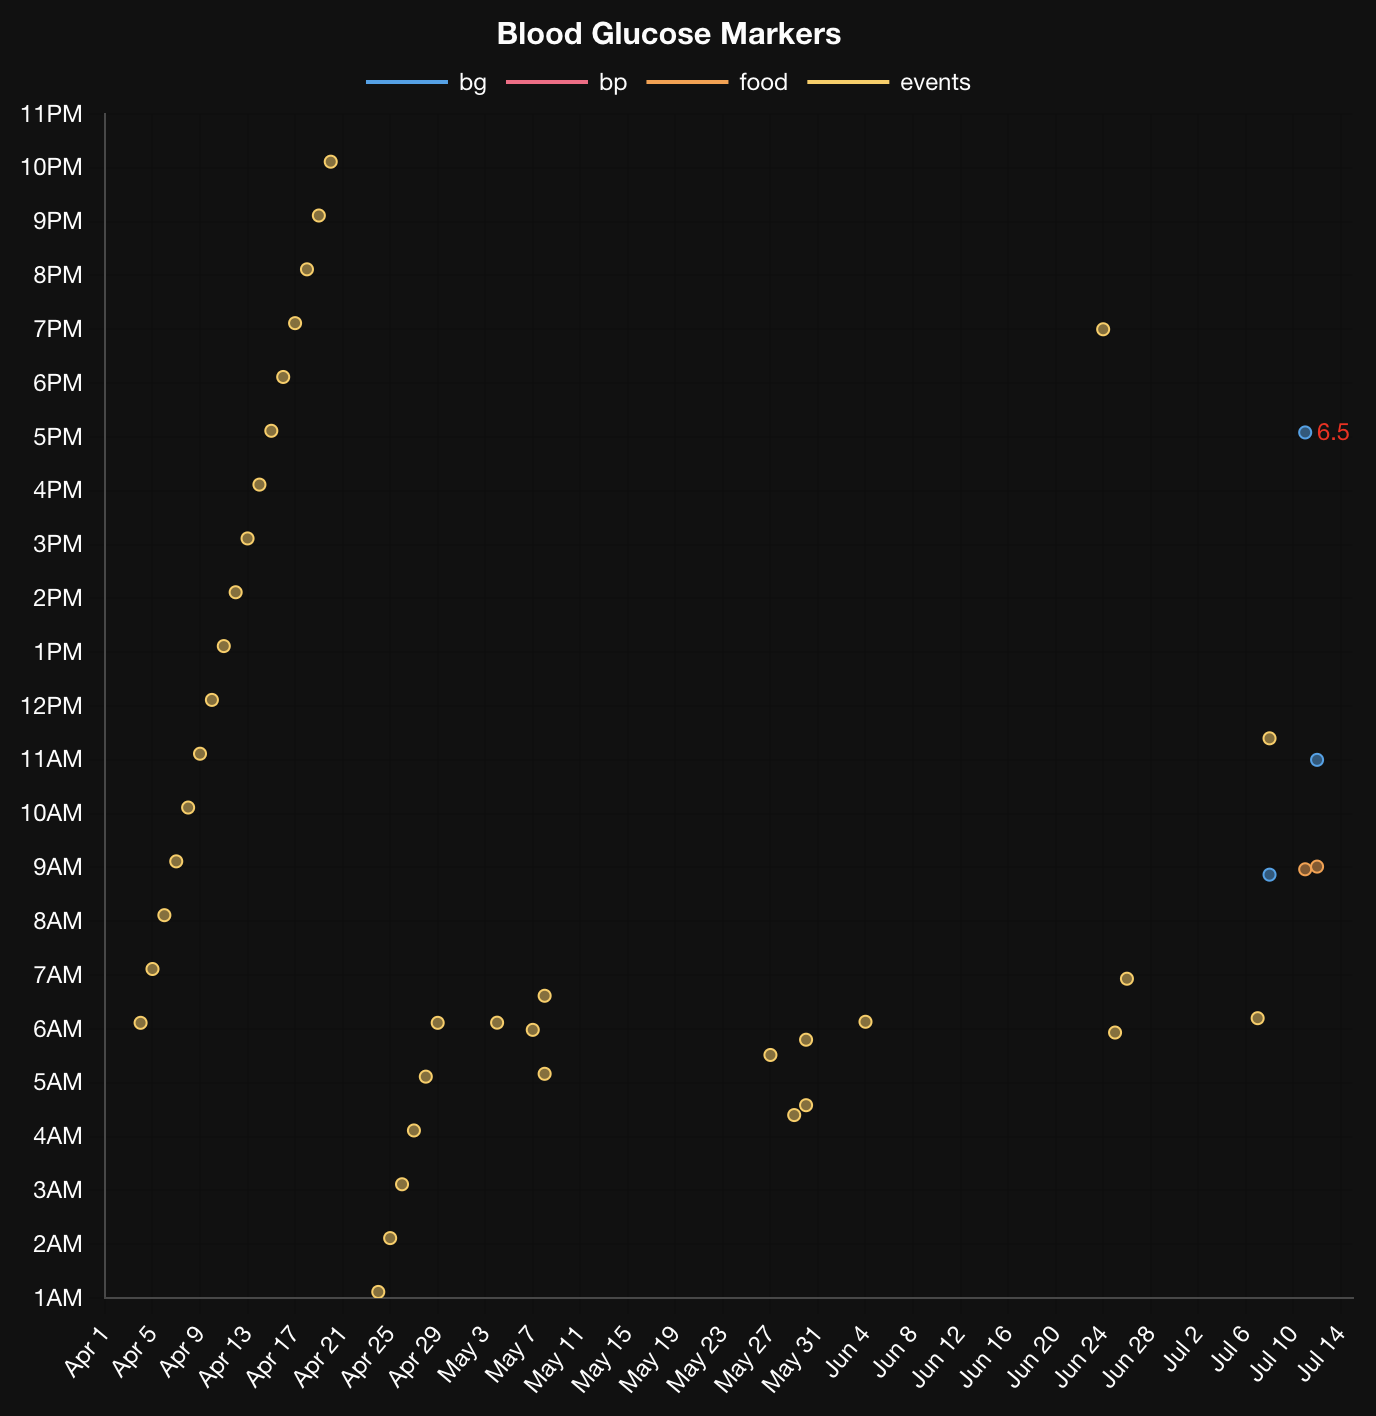 Blood Glucose Markers
bg bp food events
11PM
10PM
9PM
8PM
7PM
6PM
5PM
6.5
4PM
3PM
2PM
1PM
12PM
11AM
10AM
9AM
8AM
7AM
6AM
5AM
4AM
3AM
2AM
1AM
Apr 1 Apr 5 Apr 9 Apr 13 Apr 17 Apr 21 Apr 25 Apr 29 May 3 May 7 May 11 May 15 May 19 May 23 May 27 May 31 Jun 4 Jun 8 Jun 12 Jun 16 Jun 20 Jun 24 Jun 28 Jul 2 Jul 6 Jul 10 Jul 14